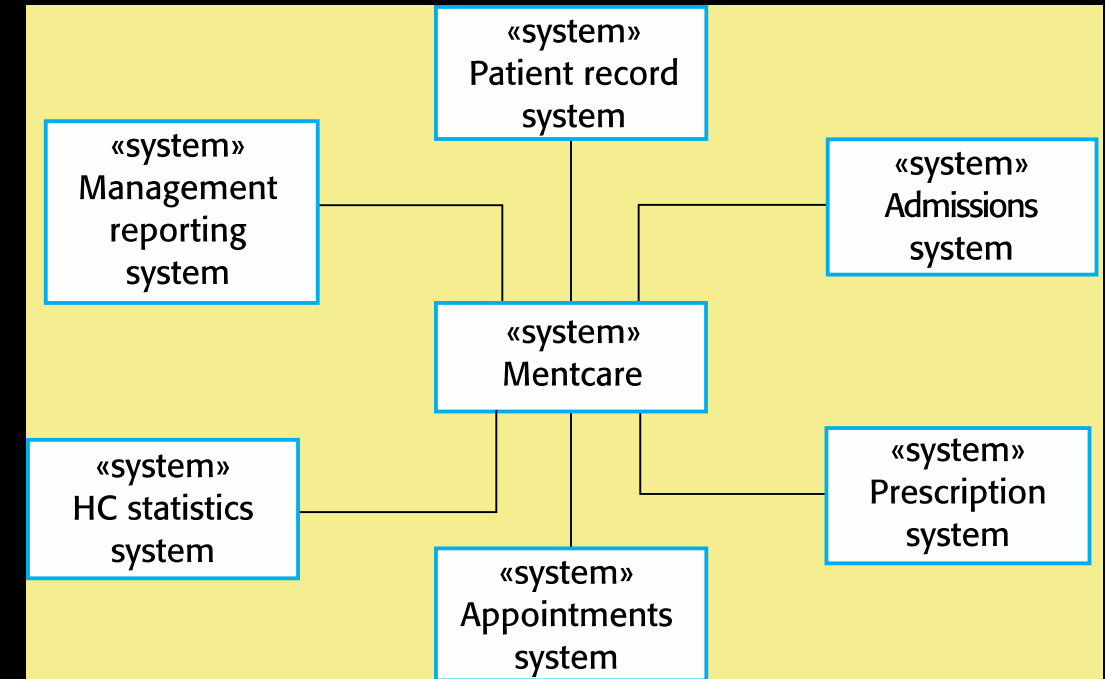 «system»
Patient record
system
«system»
Management
reporting
system
«system»
Admissions
system
«system»
Mentcare
«system»
HC statistics
system
«system»
Prescription
system
«system»
Appointments
system